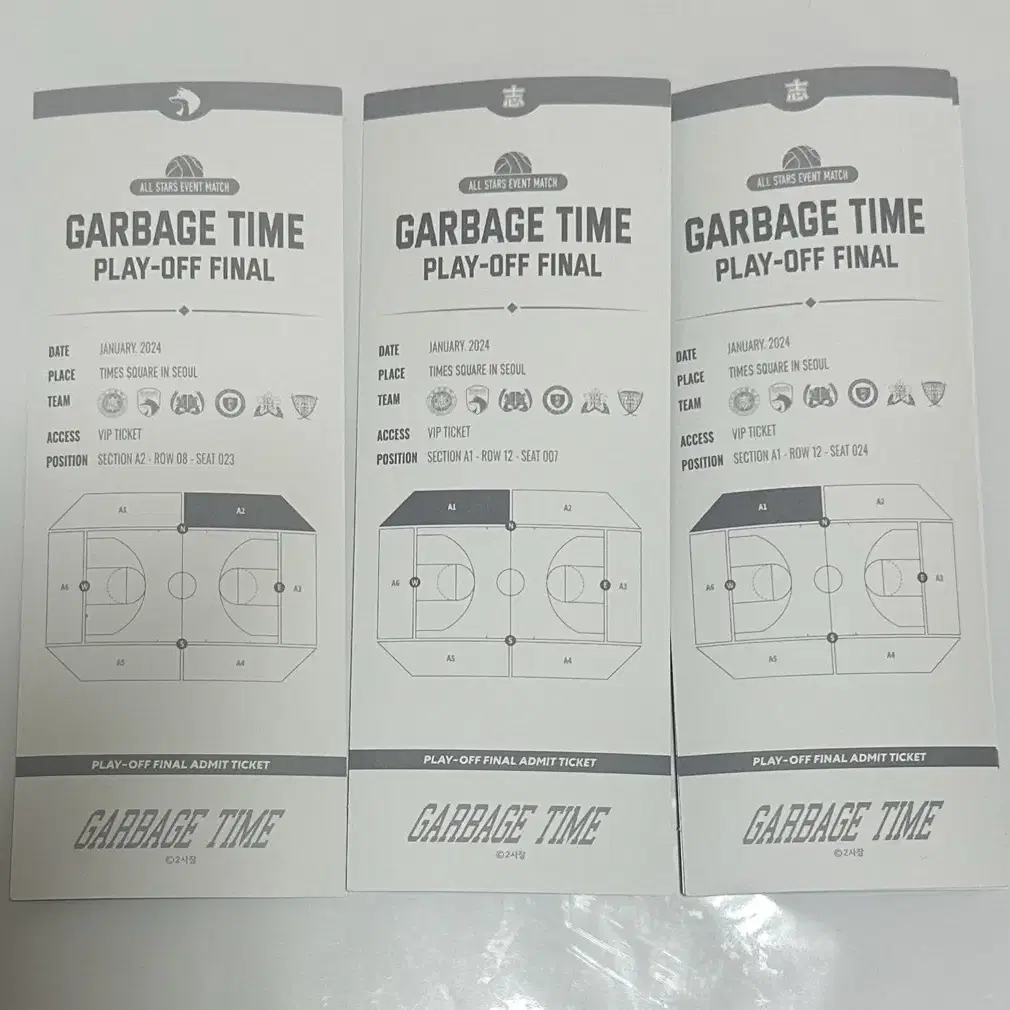 ALL STARS EVENT MATCH
GARBAGE TIME
PLAY-OFF FINAL
DATE JANUARY. 2024
PLACE TIMES SQUARE IN SEOUL
TEAM
ACCESS VIP TICKET
POSITION SECTION A2 - ROW 08 - SEAT 023
A1 A2
N
A6 W E A3
S
A5 A4
PLAY-OFF FINAL ADMIT TICKET
GARBAGE TIME
©2사장
志
ALL STARS EVENT MATCH
GARBAGE TIME
PLAY-OFF FINAL
DATE JANUARY. 2024
PLACE TIMES SQUARE IN SEOUL
TEAM
ACCESS VIP TICKET
POSITION SECTION A1 - ROW 12 - SEAT 007
A1 A2
N
A6 W E A3
S
A5 A4
PLAY-OFF FINAL ADMIT TICKET
GARBAGE TIME
©2사장
志
ALL STARS EVENT MATCH
GARBAGE TIME
PLAY-OFF FINAL
DATE JANUARY. 2024
PLACE TIMES SQUARE IN SEOUL
TEAM
ACCESS VIP TICKET
POSITION SECTION A1 - ROW 12 - SEAT 024
A1 A2
N
A6 W E A3
S
A5 A4
PLAY-OFF FINAL ADMIT TICKET
GARBAGE TIME
©2사장